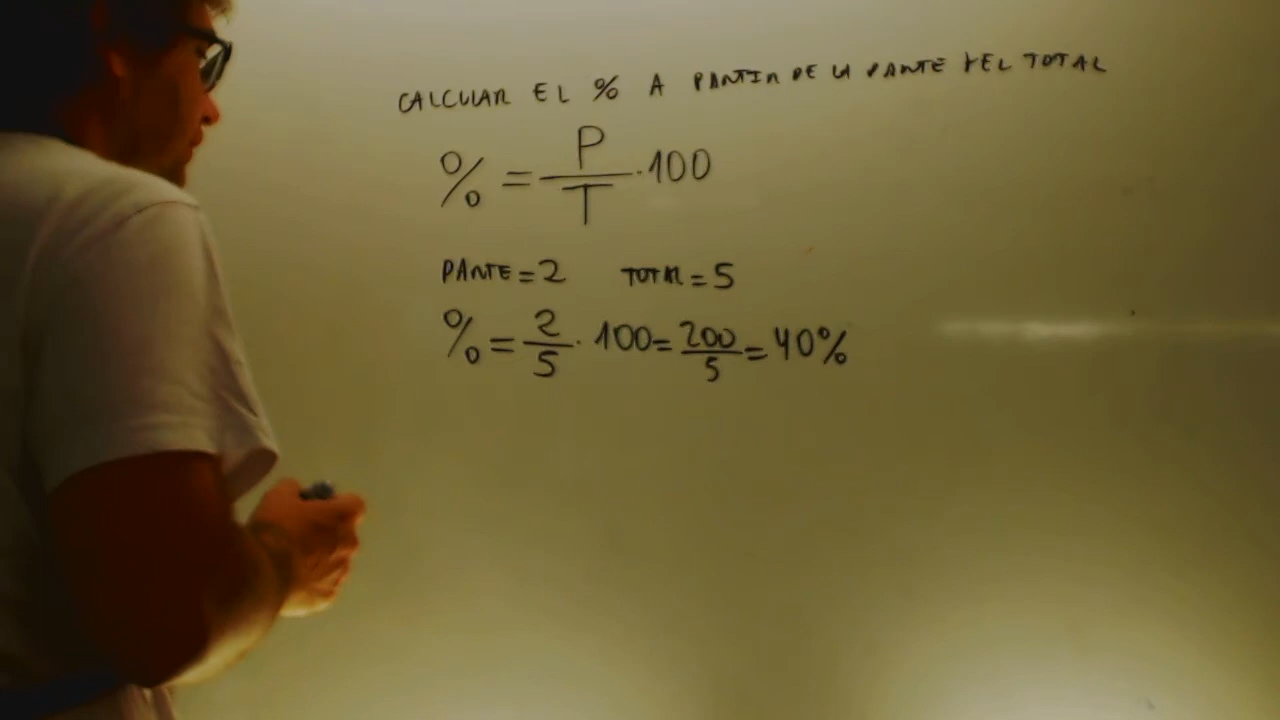 CALCULAR EL % A PARTIR DE LA PARTE Y EL TOTAL
% = P/T · 100
PARTE = 2 TOTAL = 5
% = 2/5 · 100 = 200/5 = 40%